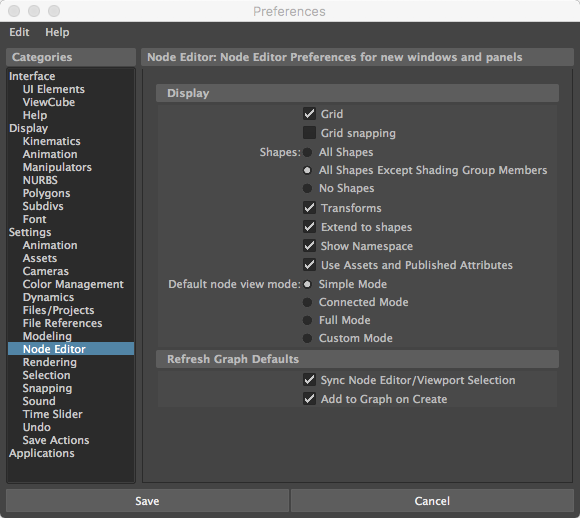 Preferences
Edit Help
Categories
Interface
UI Elements
ViewCube
Help
Display
Kinematics
Animation
Manipulators
NURBS
Polygons
Subdivs
Font
Settings
Animation
Assets
Cameras
Color Management
Dynamics
Files/Projects
File References
Modeling
Node Editor
Rendering
Selection
Snapping
Sound
Time Slider
Undo
Save Actions
Applications
Node Editor: Node Editor Preferences for new windows and panels
Display
Grid
Grid snapping
Shapes: All Shapes
All Shapes Except Shading Group Members
No Shapes
Transforms
Extend to shapes
Show Namespace
Use Assets and Published Attributes
Default node view mode: Simple Mode
Connected Mode
Full Mode
Custom Mode
Refresh Graph Defaults
Sync Node Editor/Viewport Selection
Add to Graph on Create
Save Cancel